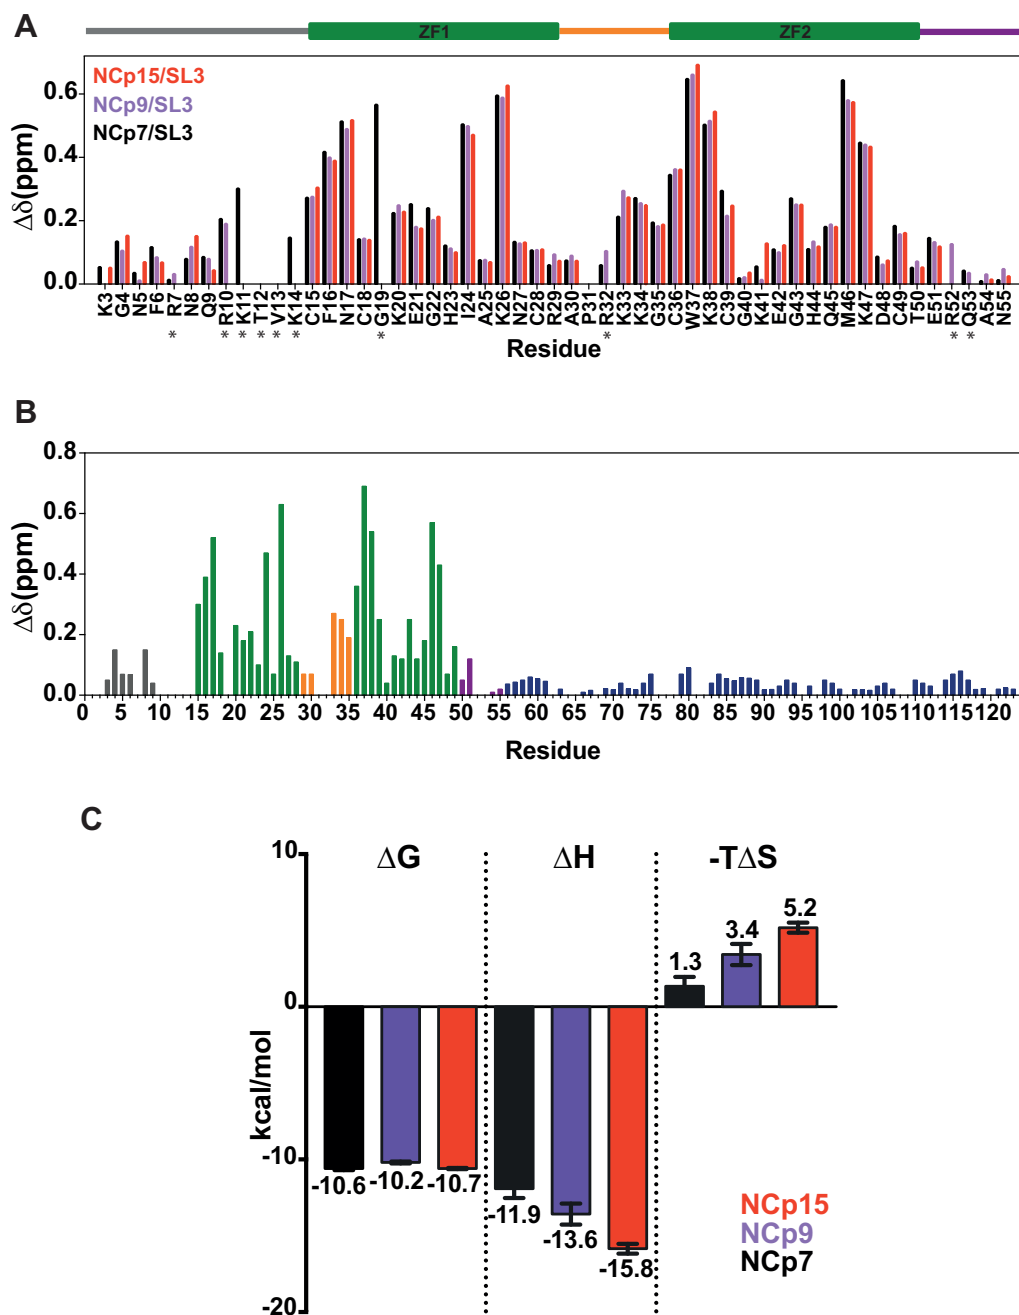 A
ZF1
ZF2
NCp15/SL3
NCp9/SL3
NCp7/SL3
Δδ(ppm)
0.6
0.4
0.2
0.0
K3 G4 N5 F6 R7 N8 Q9 R10 K11 T12 V13 K14 C15 F16 N17 C18 G19 K20 E21 G22 H23 I24 A25 K26 N27 C28 R29 A30 P31 R32 K33 K34 G35 C36 W37 K38 C39 G40 K41 E42 G43 H44 Q45 M46 K47 D48 C49 T50 E51 R52 Q53 A54 N55
* * * * * * * * * *
Residue
B
Δδ(ppm)
0.8
0.6
0.4
0.2
0.0
0 5 10 15 20 25 30 35 40 45 50 55 60 65 70 75 80 85 90 95 100 105 110 115 120
Residue
C
kcal/mol
10
0
-10
-20
ΔG
ΔH
-TΔS
-10.6
-10.2
-10.7
-11.9
-13.6
-15.8
1.3
3.4
5.2
NCp15
NCp9
NCp7